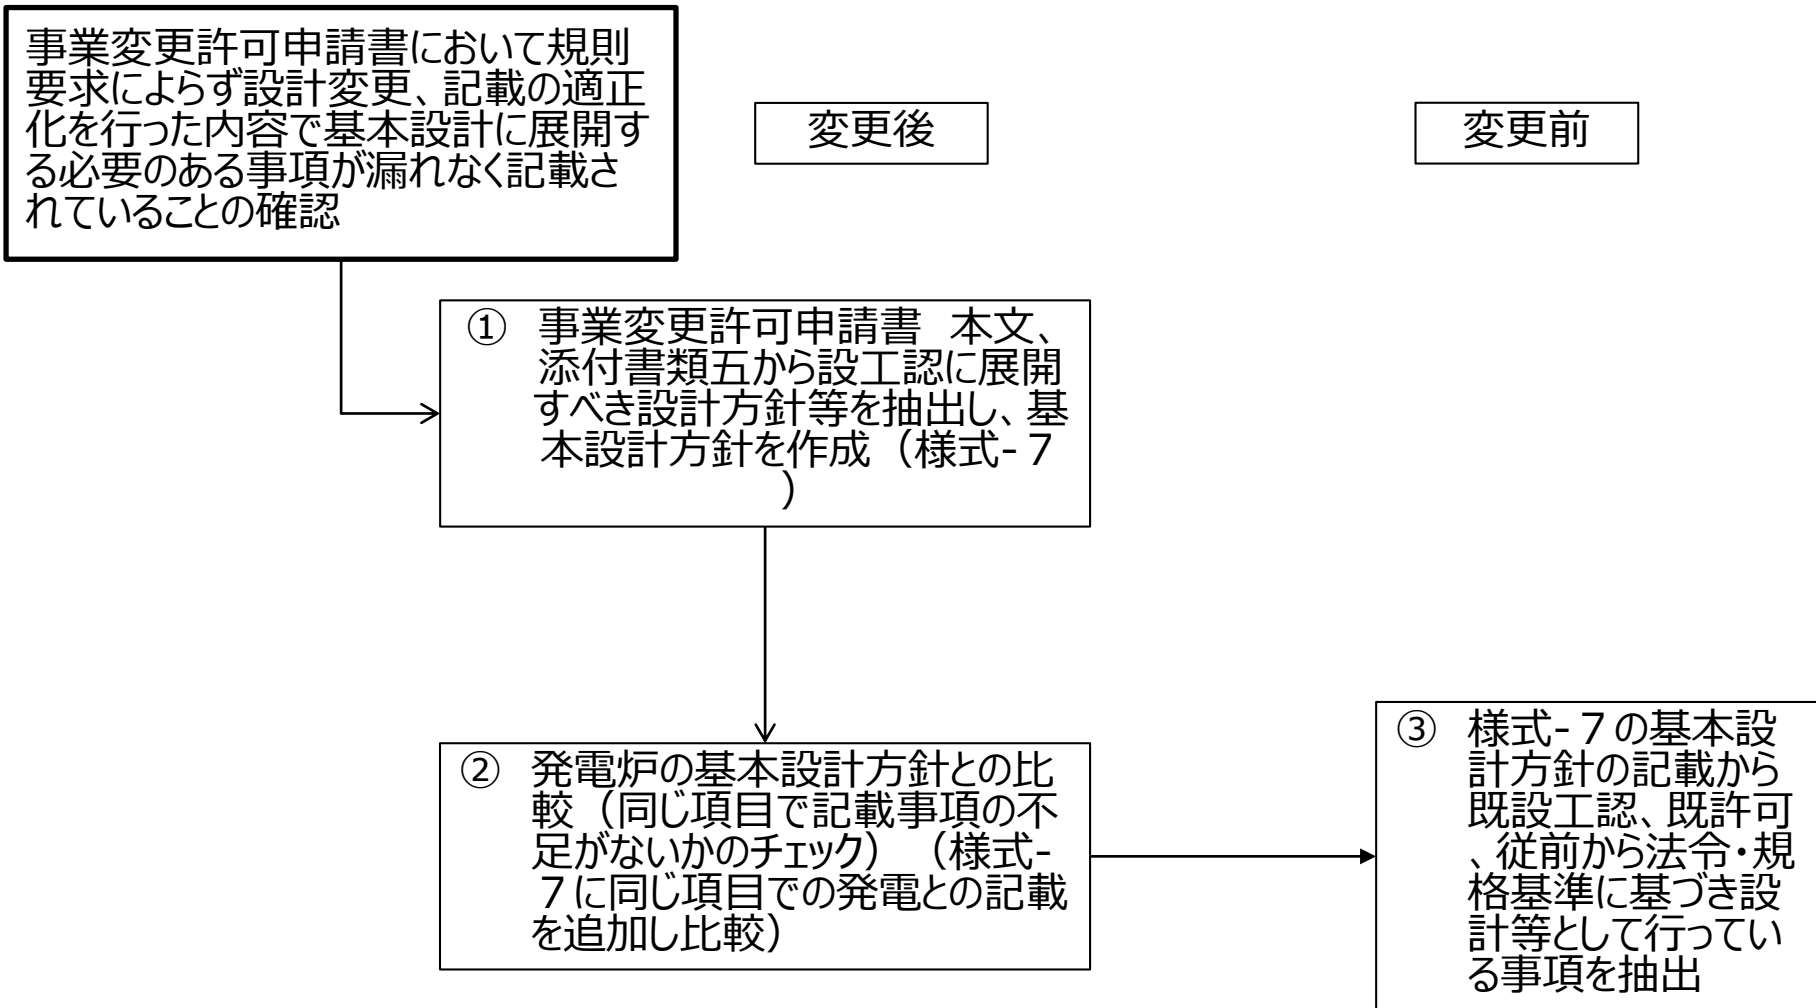 事業変更許可申請書において規則
要求によらず設計変更、記載の適正
化を行った内容で基本設計に展開す
る必要のある事項が漏れなく記載さ
れていることの確認
変更後
変更前
① 事業変更許可申請書 本文、
添付書類五から設工認に展開
すべき設計方針等を抽出し、基
本設計方針を作成（様式-７
）
② 発電炉の基本設計方針との比
較（同じ項目で記載事項の不
足がないかのチェック）（様式-
７に同じ項目での発電との記載
を追加し比較）
③ 様式-７の基本設
計方針の記載から
既設工認、既許可
、従前から法令・規
格基準に基づき設
計等として行ってい
る事項を抽出